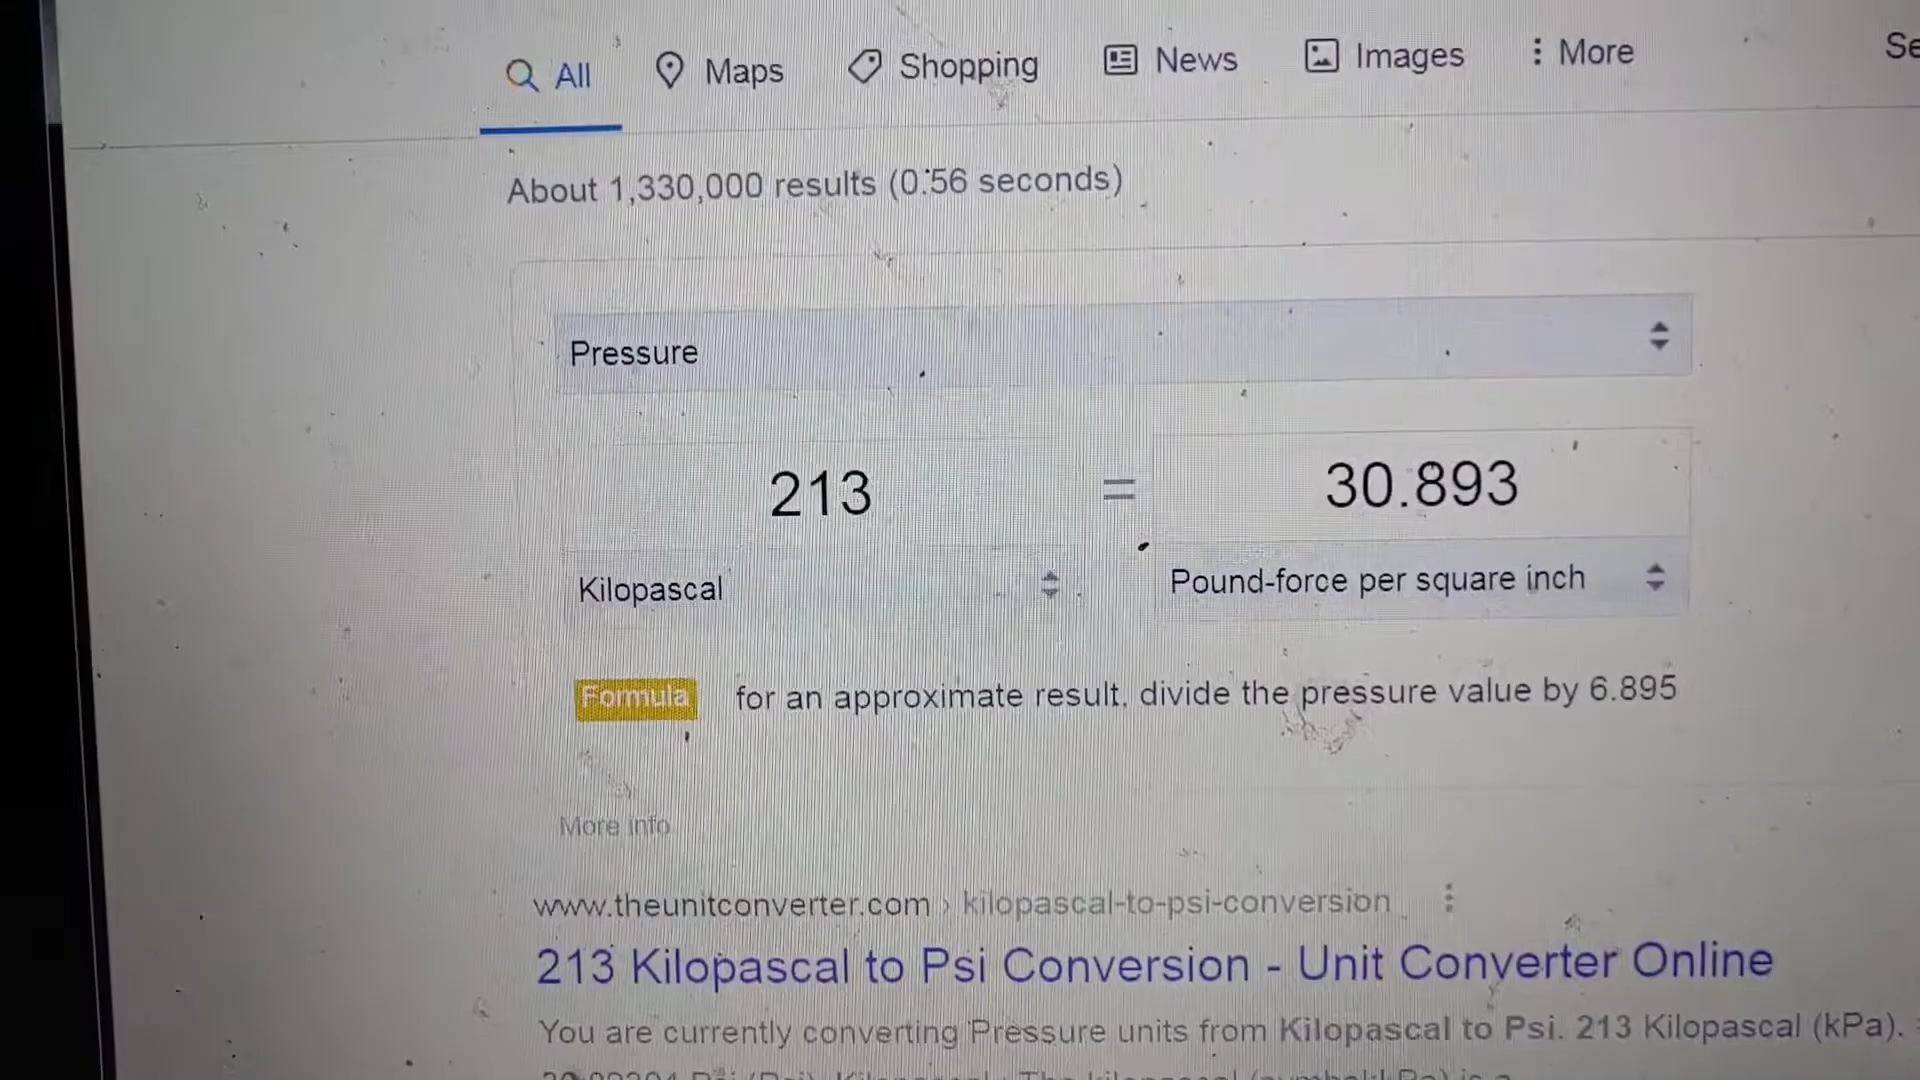 All Maps Shopping News Images More
About 1,330,000 results (0.56 seconds)
Pressure
213 = 30.893
Kilopascal Pound-force per square inch
Formula for an approximate result, divide the pressure value by 6.895
More info
www.theunitconverter.com › kilopascal-to-psi-conversion
213 Kilopascal to Psi Conversion - Unit Converter Online
You are currently converting Pressure units from Kilopascal to Psi. 213 Kilopascal (kPa).